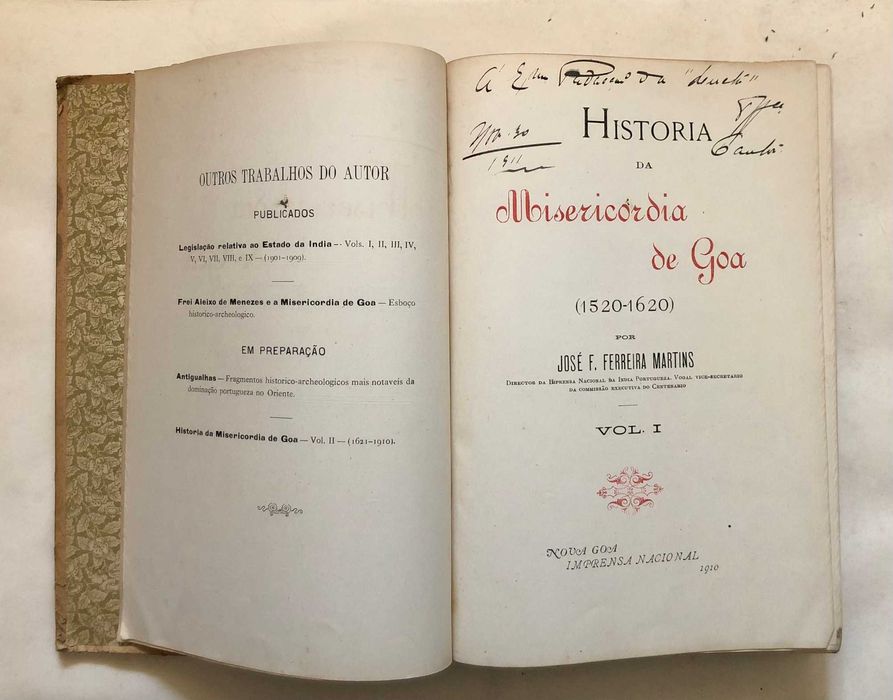 OUTROS TRABALHOS DO AUTOR
PUBLICADOS
Legislação relativa ao Estado da India — Vols. I, II, III, IV,
V, VI, VII, VIII, e IX — (1901-1909).
Frei Aleixo de Menezes e a Misericordia de Goa — Esboço
historico-archeologico.
EM PREPARAÇÃO
Antigualhas — Fragmentos historico-archeologicos mais notaveis da
dominação portugueza no Oriente.
Historia da Misericordia de Goa — Vol. II — (1621-1910).
Á
da
HISTORIA
DA
Misericordia
de Goa
(1520-1620)
POR
JOSÉ F. FERREIRA MARTINS
DIRECTOR DA IMPRENSA NACIONAL DA INDIA PORTUGUEZA, VOGAL VICE-SECRETARIO
DA COMMISSÃO EXECUTIVA DO CENTENARIO
VOL. I
NOVA GOA
IMPRENSA NACIONAL
1910